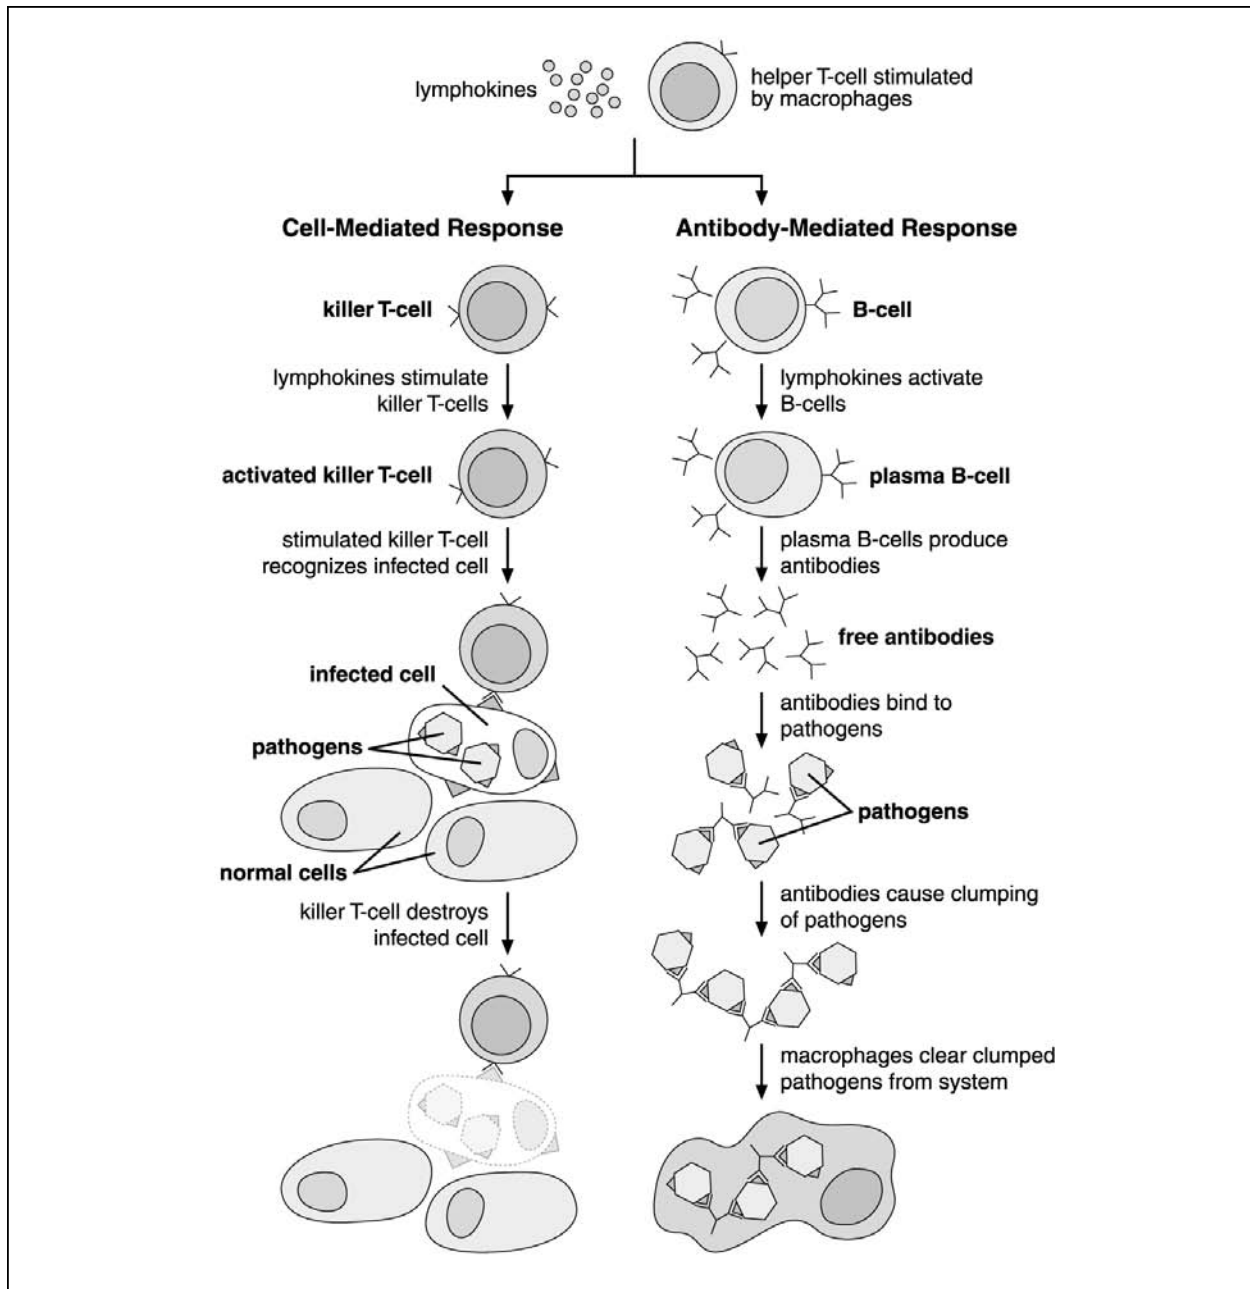 lymphokines
helper T-cell stimulated
by macrophages
Cell-Mediated Response
killer T-cell
lymphokines stimulate
killer T-cells
activated killer T-cell
stimulated killer T-cell
recognizes infected cell
infected cell
pathogens
normal cells
killer T-cell destroys
infected cell
Antibody-Mediated Response
B-cell
lymphokines activate
B-cells
plasma B-cell
plasma B-cells produce
antibodies
free antibodies
antibodies bind to
pathogens
pathogens
antibodies cause clumping
of pathogens
macrophages clear clumped
pathogens from system